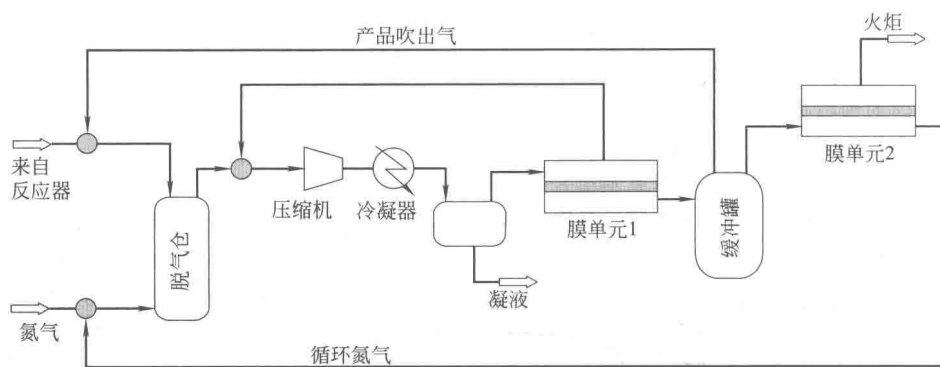 产品吹出气
火炬
来自
反应器
压缩机
冷凝器
膜单元1
膜单元2
脱气仓
缓冲罐
凝液
氮气
循环氮气